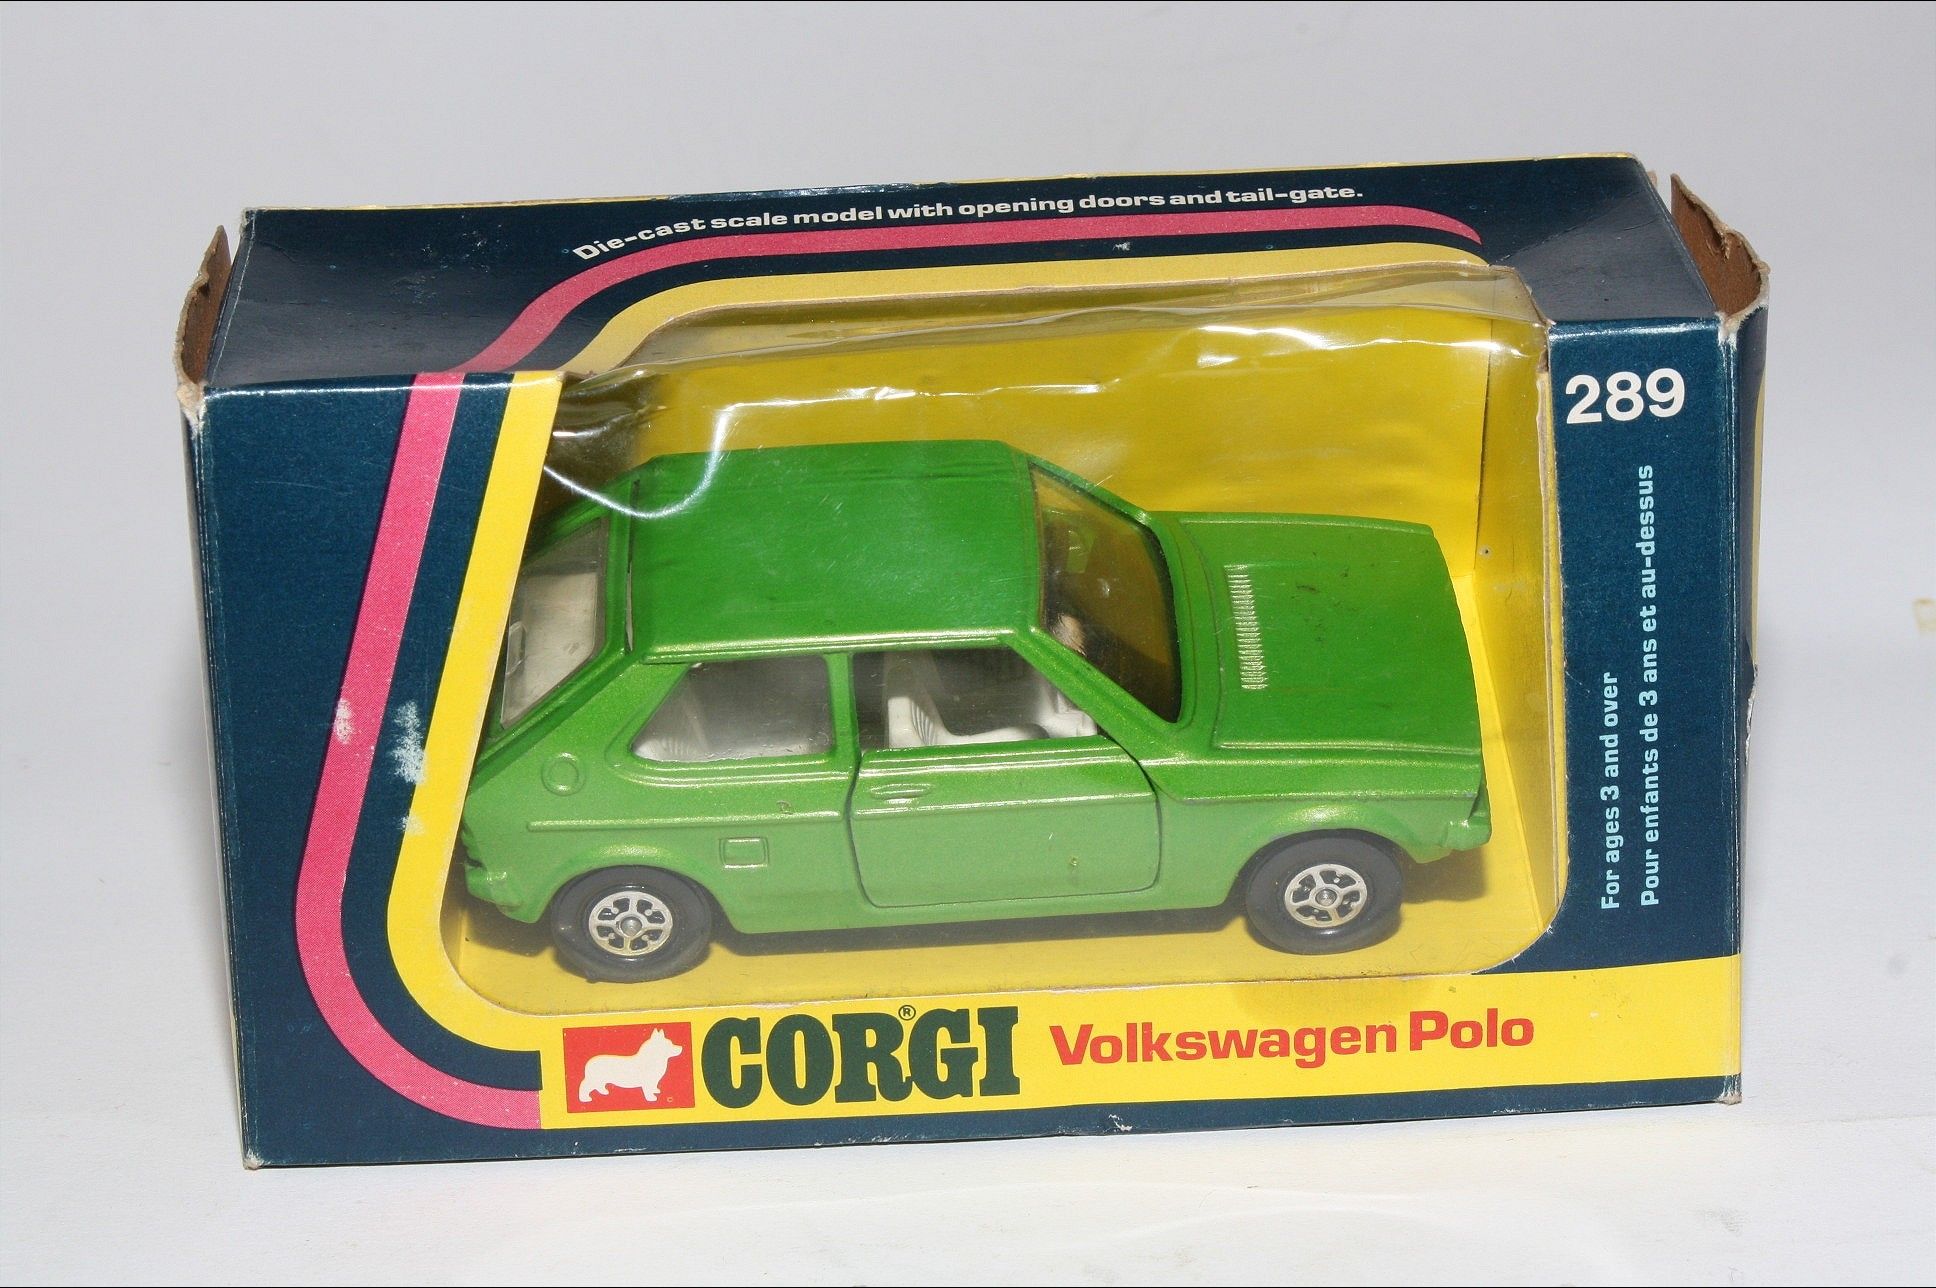 Die-cast scale model with opening doors and tail-gate.
289
For ages 3 and over
Pour enfants de 3 ans et au-dessus
CORGI®
Volkswagen Polo